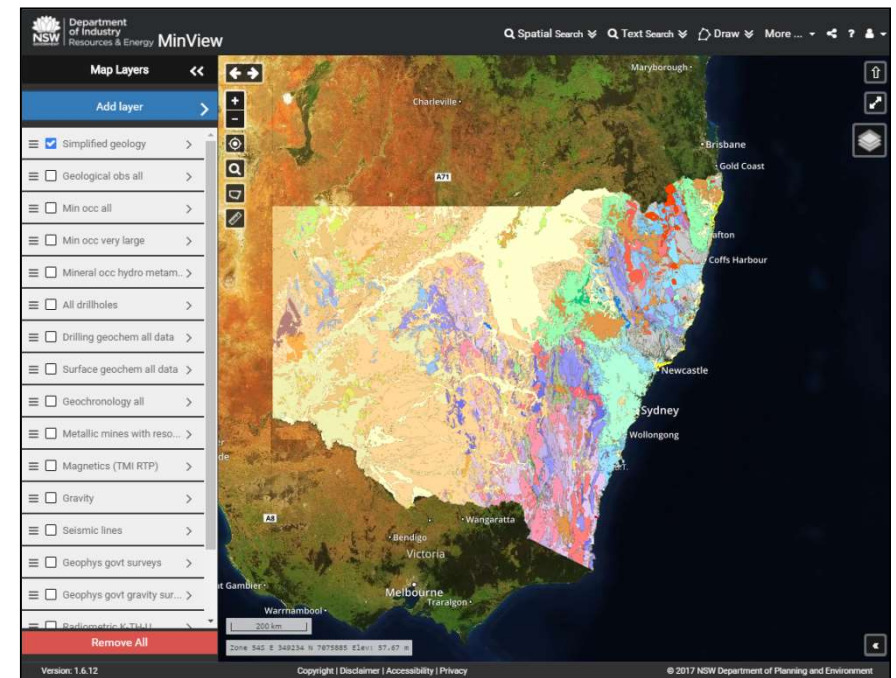 NSW
Department
of Industry
Resources & Energy
MinView
Spatial Search
Text Search
Draw
More ...
?
Map Layers
<<
Add layer
Simplified geology
Geological obs all
Min occ all
Min occ very large
Mineral occ hydro metam..
All drillholes
Drilling geochem all data
Surface geochem all data
Geochronology all
Metallic mines with reso...
Magnetics (TMI RTP)
Gravity
Seismic lines
Geophys govt surveys
Geophys govt gravity sur...
Radiometric K-TH-U
Remove All
+
-
Maryborough
Charleville
Brisbane
Gold Coast
A71
afton
Coffs Harbour
Newcastle
Sydney
Wollongong
A8
Wangaratta
Bendigo
Victoria
Melbourne
Traralgon
Warrnambool
200 km
Version: 1.6.12
Copyright | Disclaimer | Accessibility | Privacy
© 2017 NSW Department of Planning and Environment